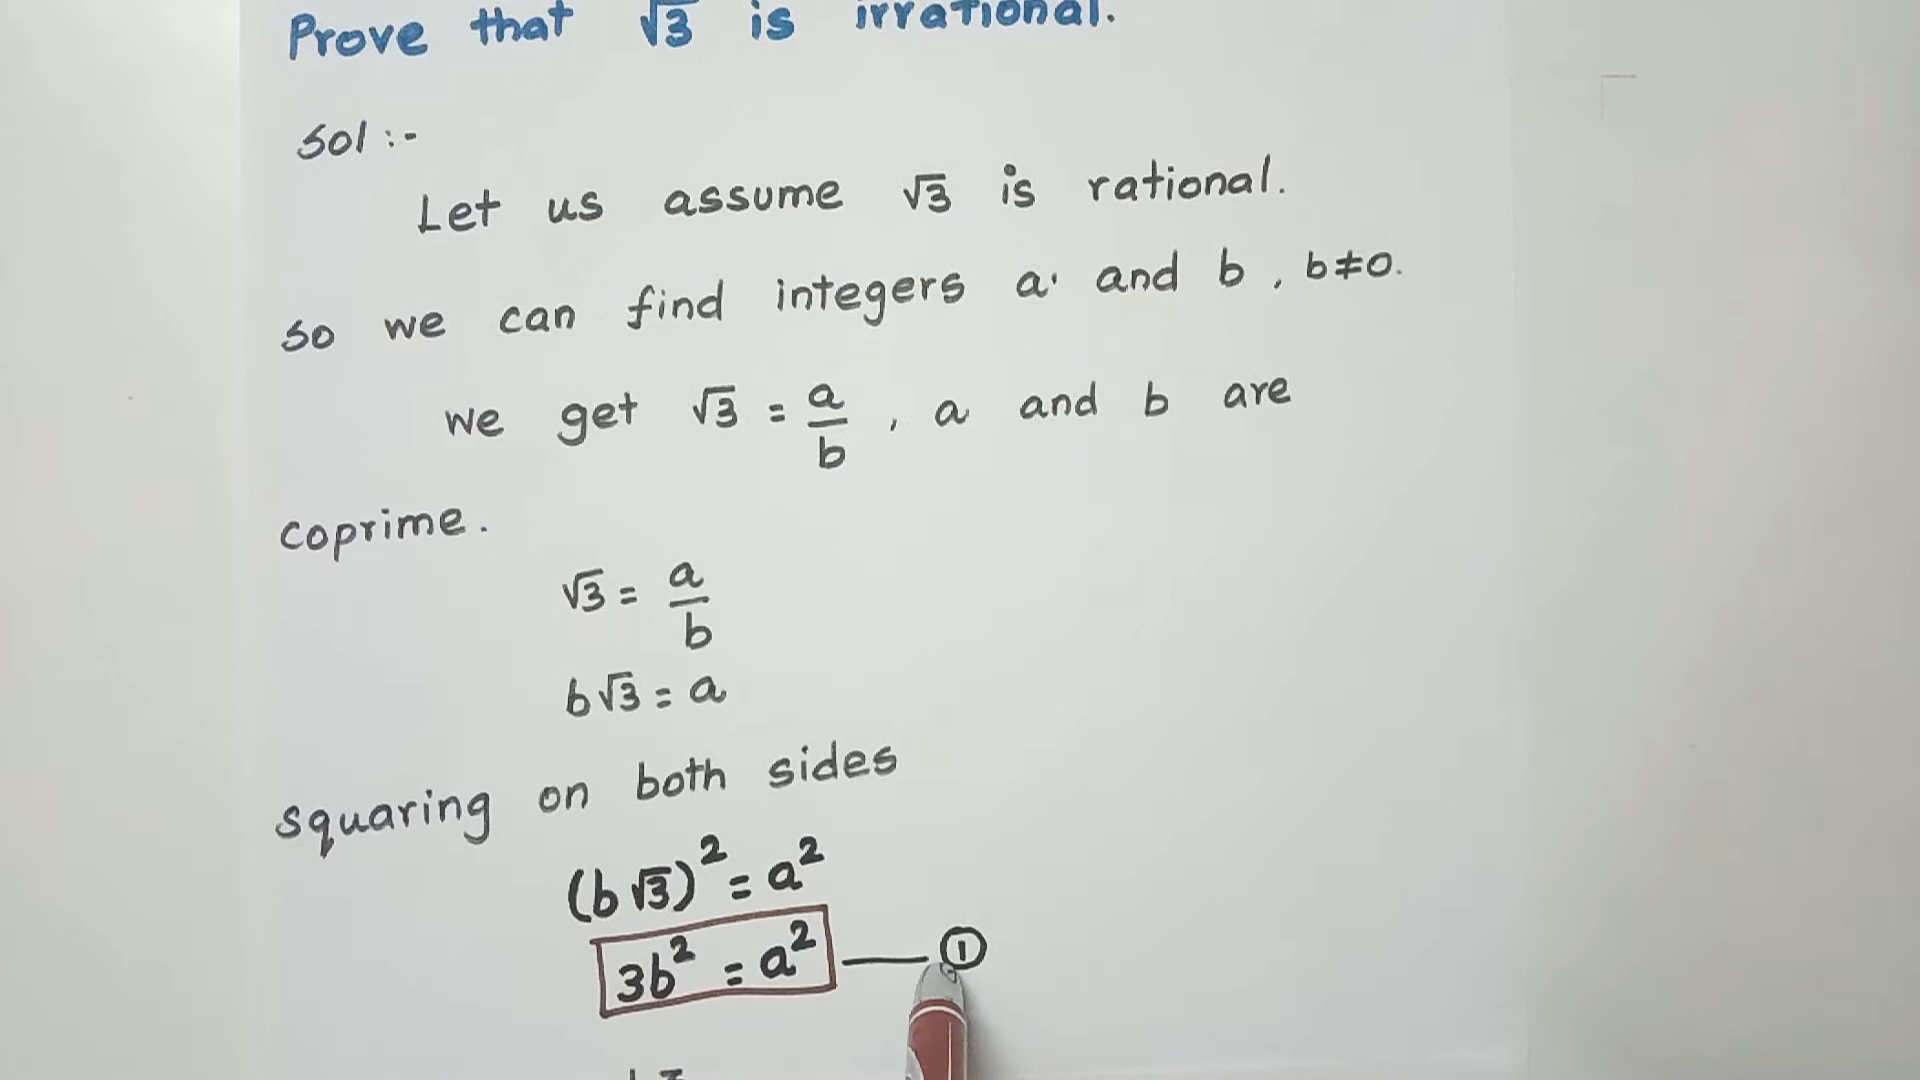 Prove that √3 is irrational.
Sol :-
Let us assume √3 is rational.
So we can find integers a and b , b≠0.
we get √3 = a/b , a and b are
coprime.
√3 = a/b
b√3 = a
Squaring on both sides
(b√3)² = a²
3b² = a² —— ①